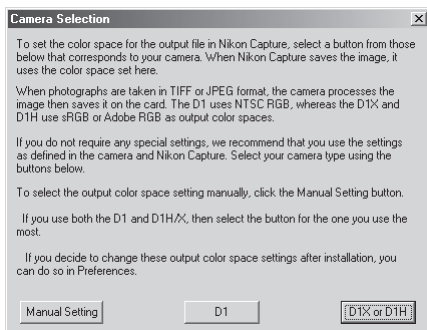 Camera Selection
To set the color space for the output file in Nikon Capture, select a button from those
below that corresponds to your camera. When Nikon Capture saves the image, it
uses the color space set here.
When photographs are taken in TIFF or JPEG format, the camera processes the
image then saves it on the card. The D1 uses NTSC RGB, whereas the D1X and
D1H use sRGB or Adobe RGB as output color spaces.
If you do not require any special settings, we recommend that you use the settings
as defined in the camera and Nikon Capture. Select your camera type using the
buttons below.
To select the output color space setting manually, click the Manual Setting button.
If you use both the D1 and D1H/X, then select the button for the one you use the
most.
If you decide to change these output color space settings after installation, you
can do so in Preferences.
Manual Setting D1 D1X or D1H